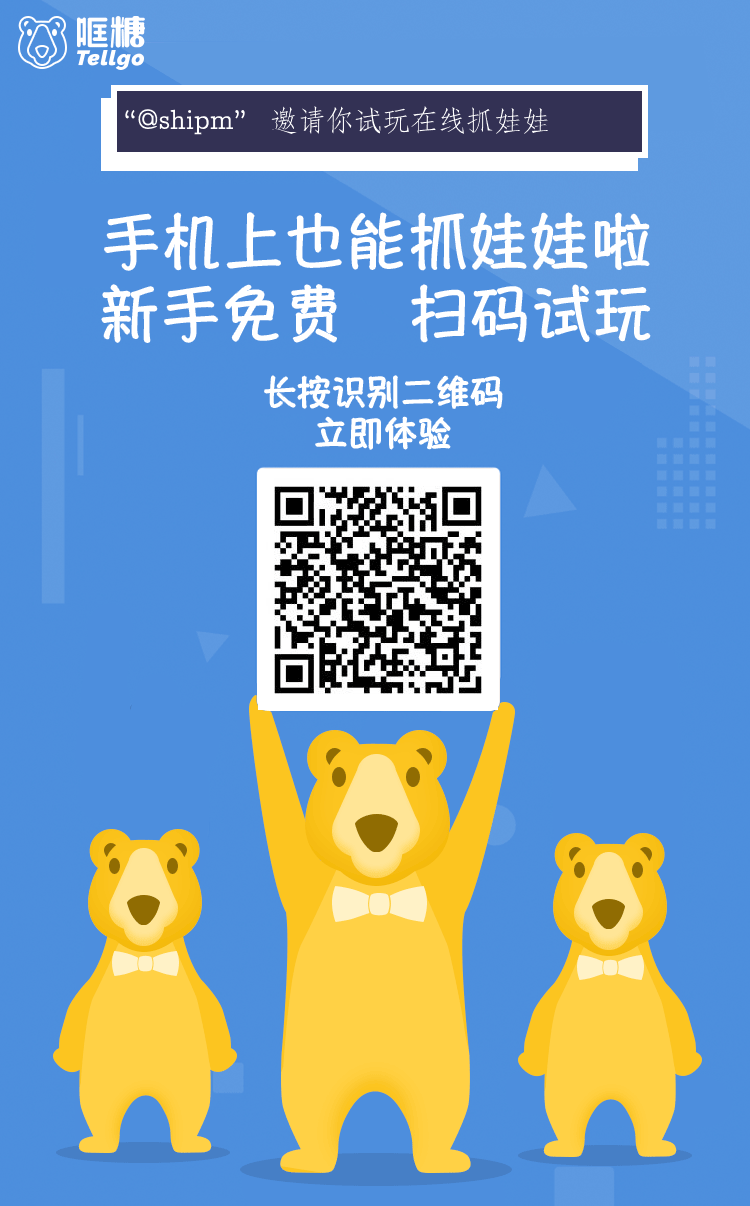 哐糖
Tellgo
“@shipm” 邀请你试玩在线抓娃娃
手机上也能抓娃娃啦
新手免费 扫码试玩
长按识别二维码
立即体验